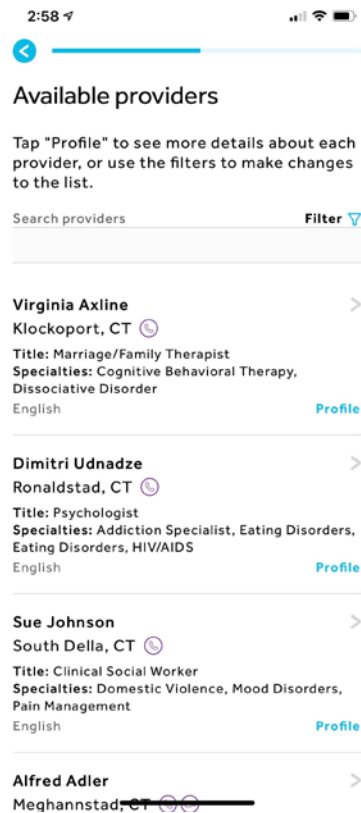 2:58
Available providers
Tap "Profile" to see more details about each
provider, or use the filters to make changes
to the list.
Search providers
Filter
Virginia Axline
Klockoport, CT
Title: Marriage/Family Therapist
Specialties: Cognitive Behavioral Therapy,
Dissociative Disorder
English
Profile
Dimitri Udnadze
Ronaldstad, CT
Title: Psychologist
Specialties: Addiction Specialist, Eating Disorders,
Eating Disorders, HIV/AIDS
English
Profile
Sue Johnson
South Della, CT
Title: Clinical Social Worker
Specialties: Domestic Violence, Mood Disorders,
Pain Management
English
Profile
Alfred Adler
Meghannstad, CT